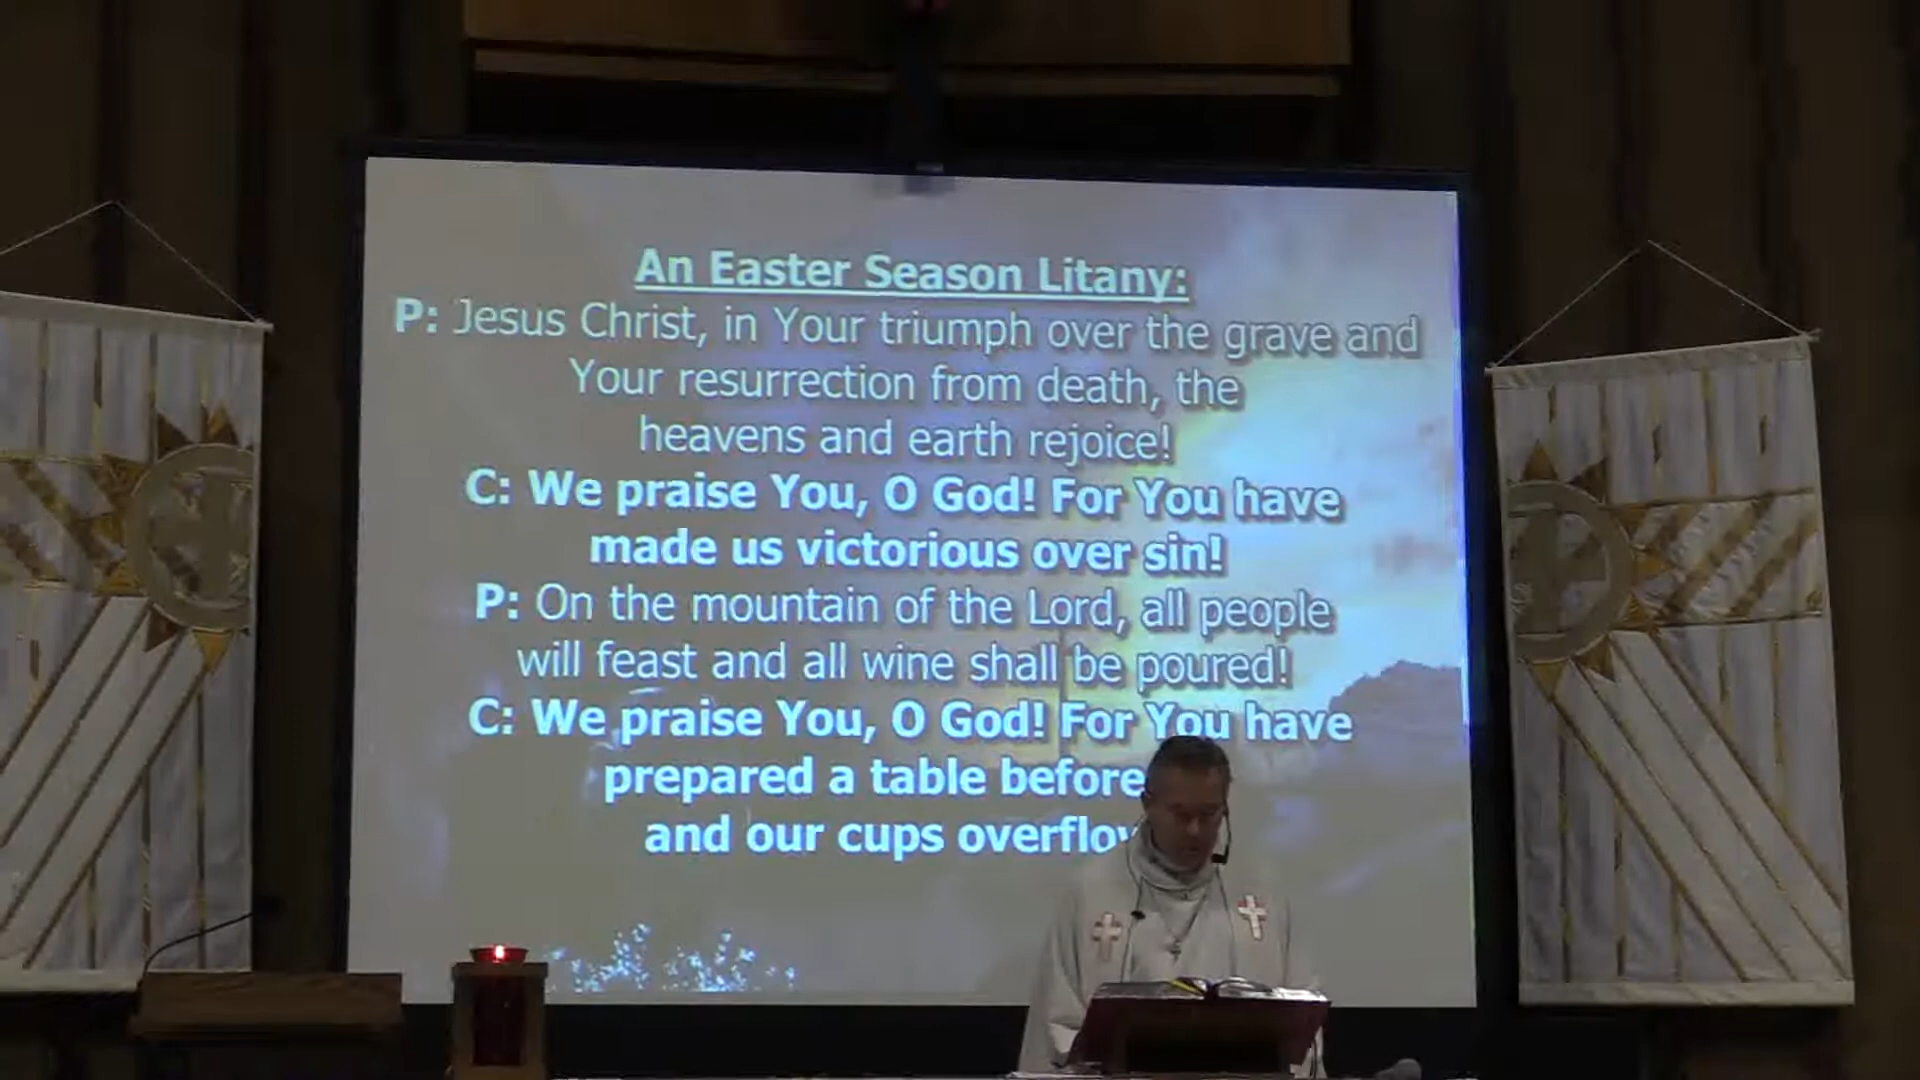 An Easter Season Litany:
P: Jesus Christ, in Your triumph over the grave and
Your resurrection from death, the
heavens and earth rejoice!
C: We praise You, O God! For You have
made us victorious over sin!
P: On the mountain of the Lord, all people
will feast and all wine shall be poured!
C: We praise You, O God! For You have
prepared a table before
and our cups overflow